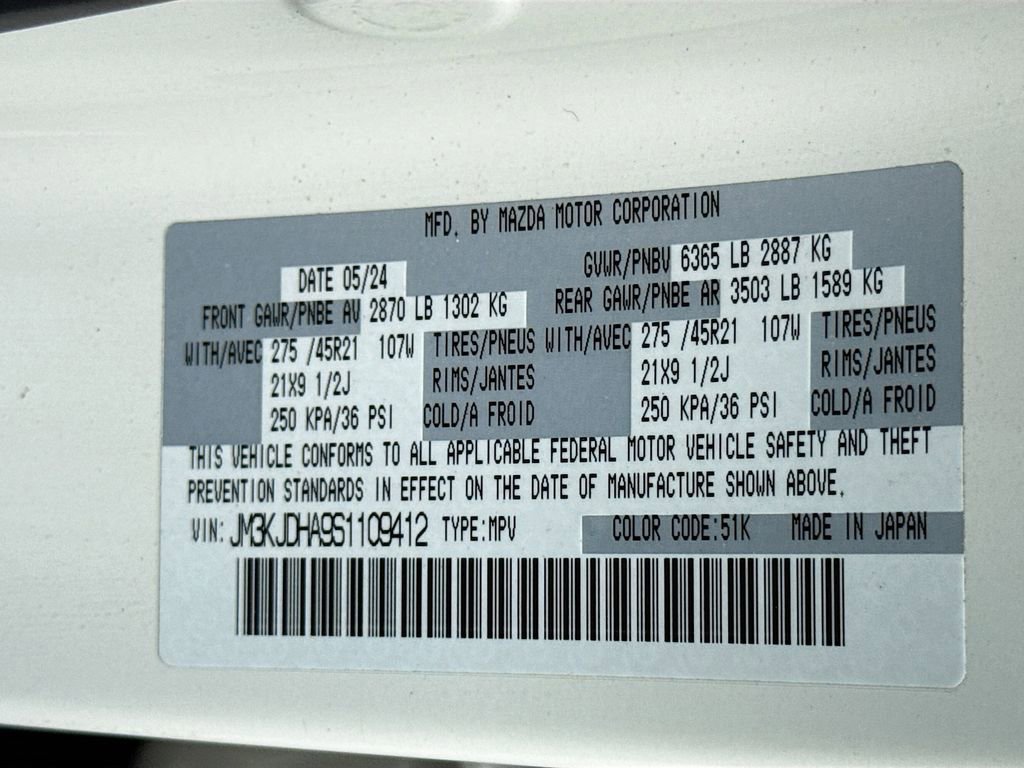 MFD. BY MAZDA MOTOR CORPORATION
DATE 05/24 GVWR/PNBV 6365 LB 2887 KG
FRONT GAWR/PNBE AV 2870 LB 1302 KG REAR GAWR/PNBE AR 3503 LB 1589 KG
WITH/AVEC 275 /45R21 107W TIRES/PNEUS WITH/AVEC 275 /45R21 107W TIRES/PNEUS
21X9 1/2J RIMS/JANTES 21X9 1/2J RIMS/JANTES
250 KPA/36 PSI COLD/A FROID 250 KPA/36 PSI COLD/A FROID
THIS VEHICLE CONFORMS TO ALL APPLICABLE FEDERAL MOTOR VEHICLE SAFETY AND THEFT
PREVENTION STANDARDS IN EFFECT ON THE DATE OF MANUFACTURE SHOWN ABOVE.
VIN: JM3KJDHA9S1109412 TYPE:MPV COLOR CODE:51K MADE IN JAPAN